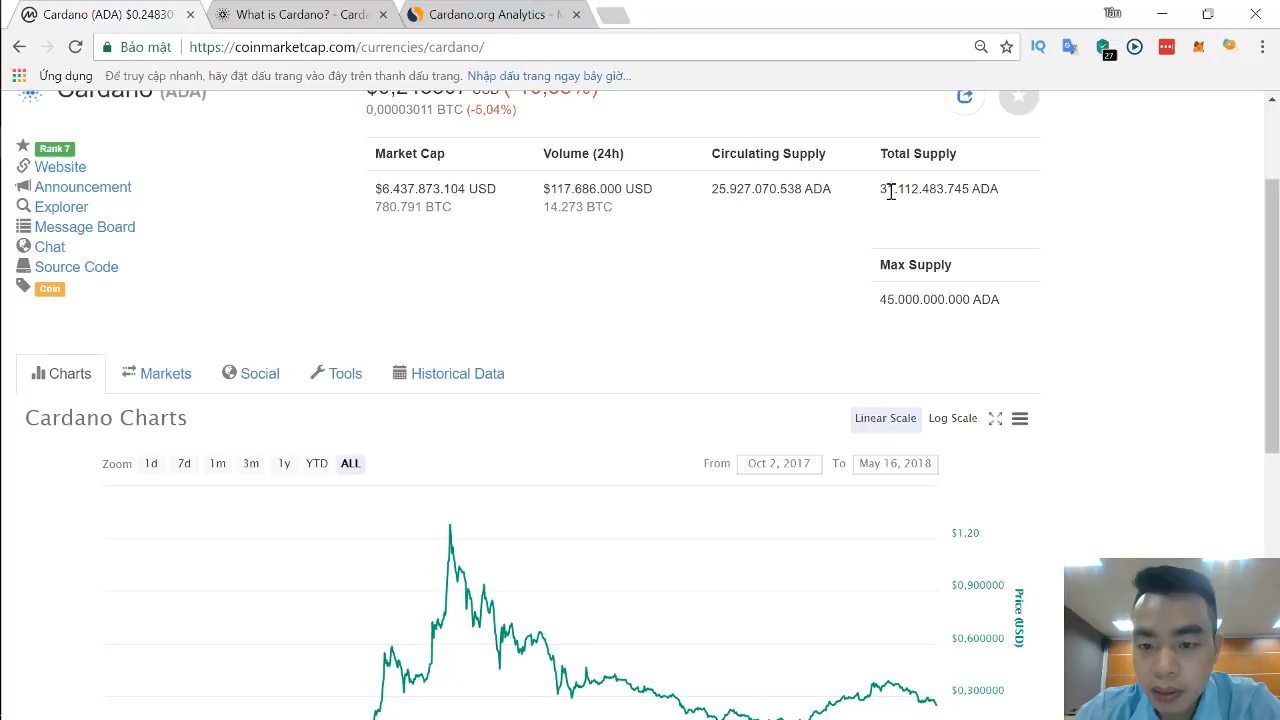 Cardano (ADA) $0.24830
What is Cardano? - Carda
Cardano.org Analytics - M
Tân
Bảo mật
https://coinmarketcap.com/currencies/cardano/
27
Ứng dụng
Để truy cập nhanh, hãy đặt dấu trang vào đây trên thanh dấu trang.
Nhập dấu trang ngay bây giờ...
Cardano (ADA)
USD
0,00003011 BTC (-5,04%)
Rank 7
Website
Announcement
Explorer
Message Board
Chat
Source Code
Coin
Market Cap
Volume (24h)
Circulating Supply
Total Supply
$6.437.873.104 USD
$117.686.000 USD
25.927.070.538 ADA
780.791 BTC
14.273 BTC
Max Supply
45.000.000.000 ADA
Charts
Markets
Social
Tools
Historical Data
Cardano Charts
Linear Scale
Log Scale
Zoom 1d 7d 1m 3m 1y YTD ALL
From Oct 2, 2017 To May 16, 2018
$1,20
$0,900000
$0,600000
$0,300000
Price (USD)